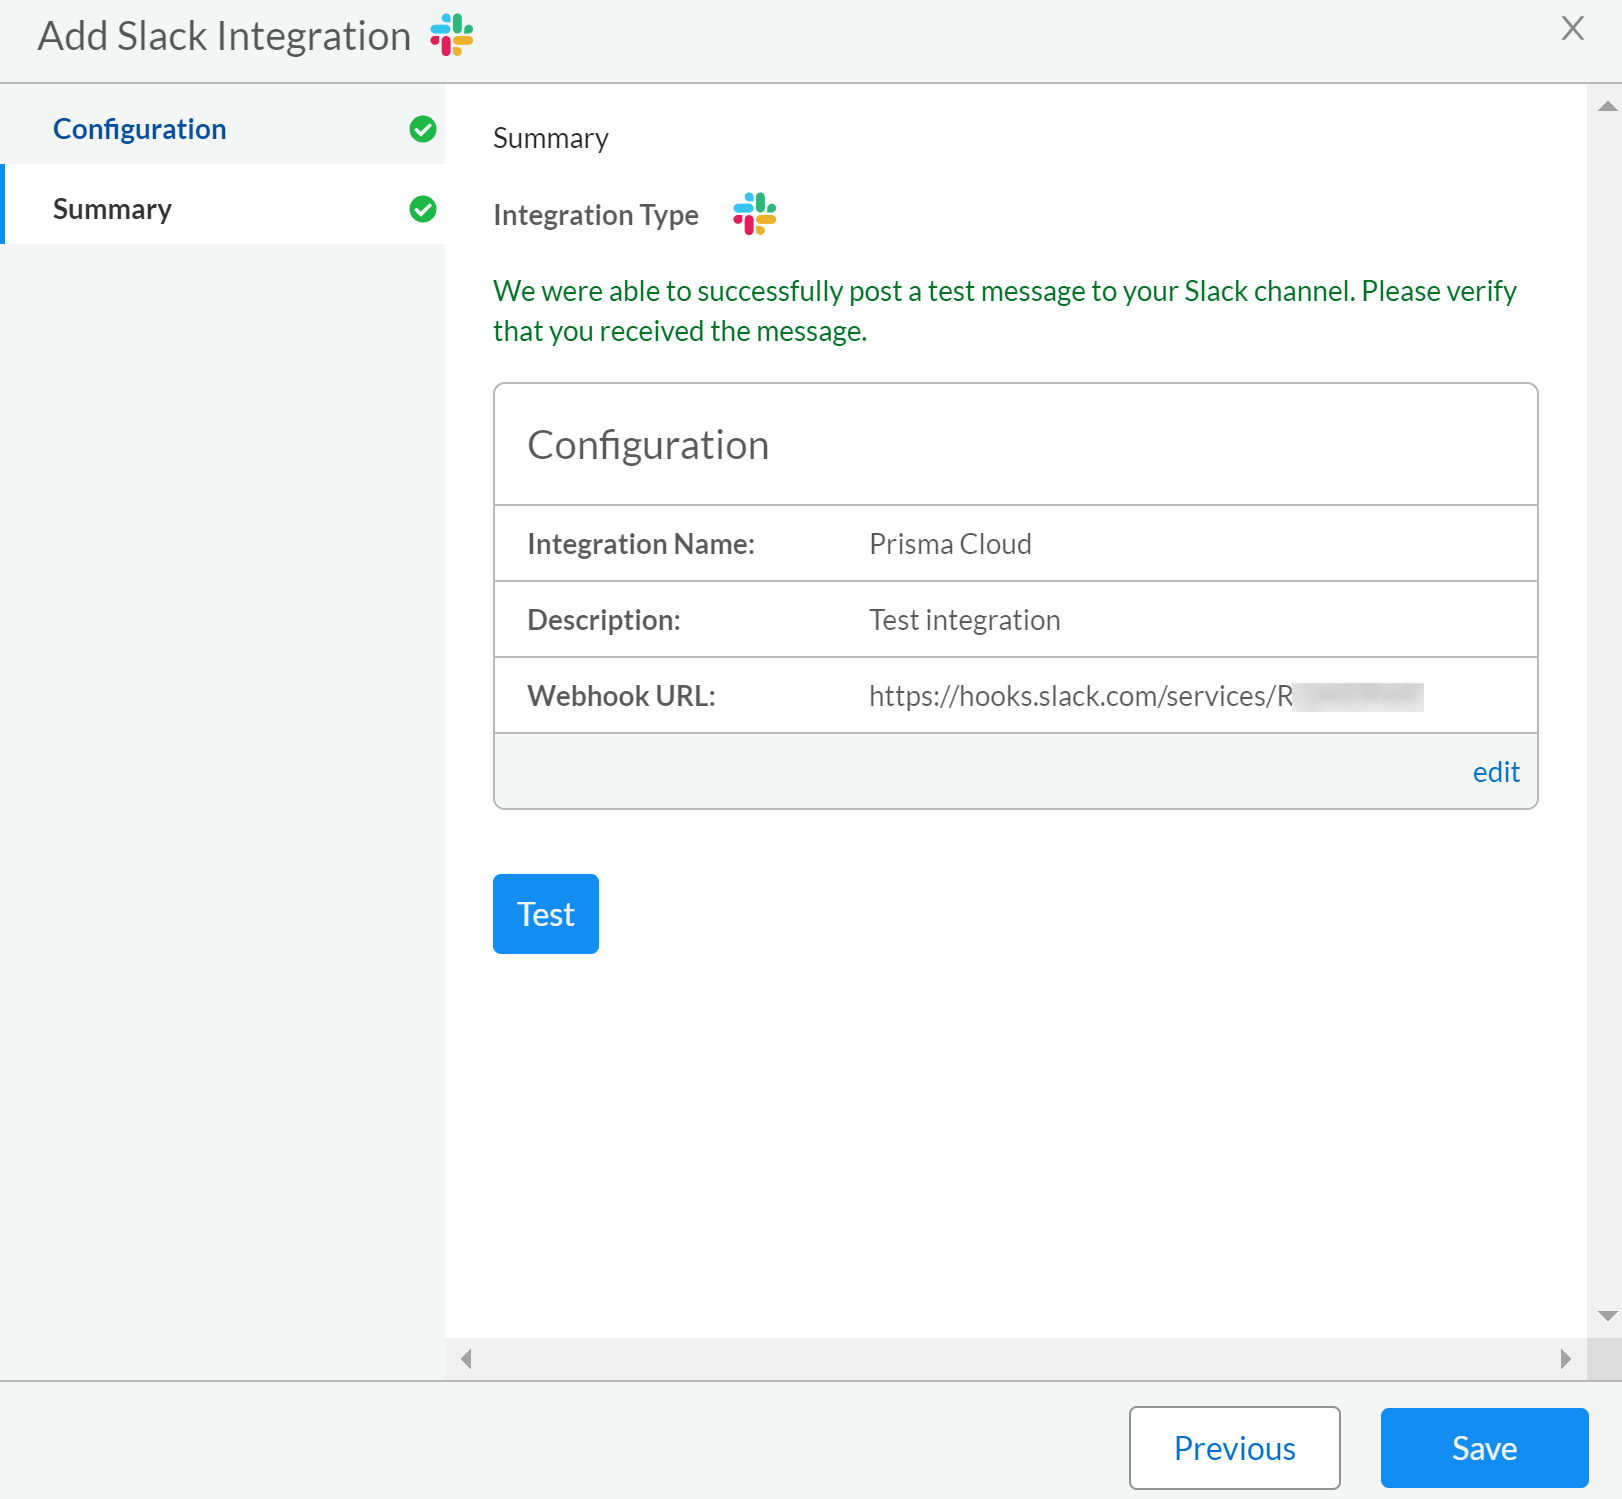 Add Slack Integration
X
Configuration
Summary
Summary
Integration Type
We were able to successfully post a test message to your Slack channel. Please verify
that you received the message.
Configuration
Integration Name: Prisma Cloud
Description: Test integration
Webhook URL: https://hooks.slack.com/services/R
edit
Test
Previous
Save